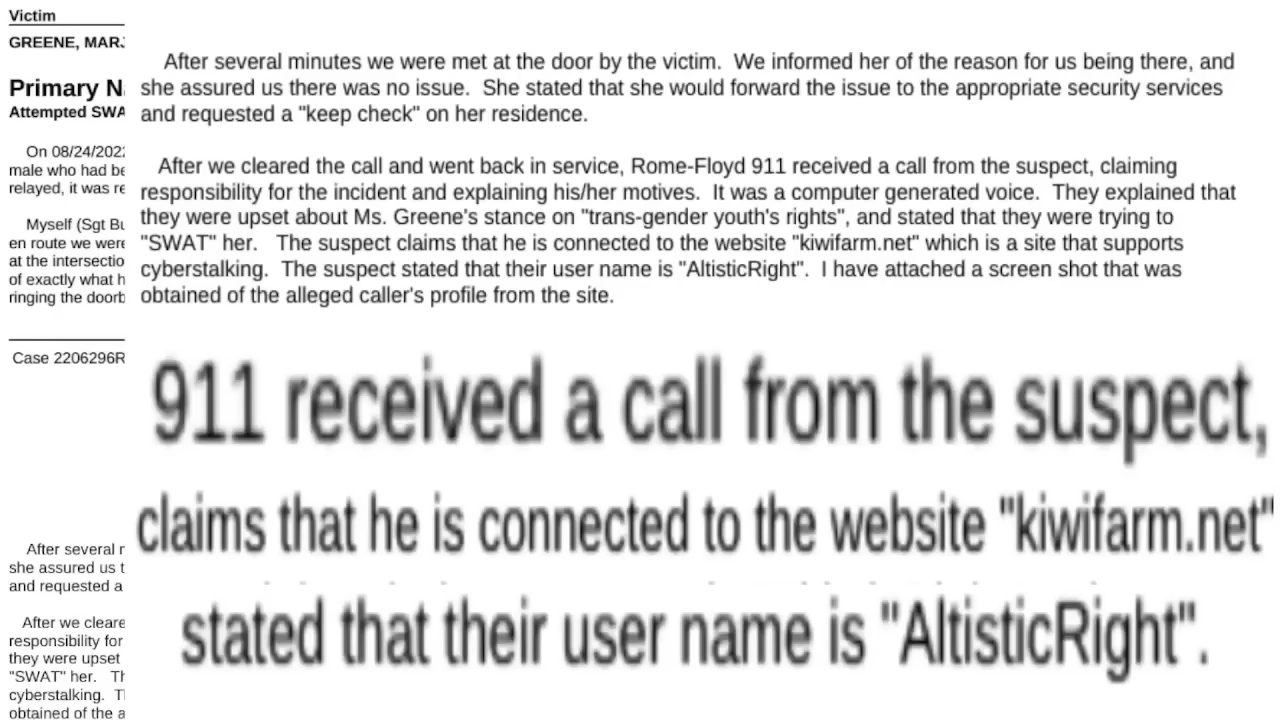 Victim
GREENE, MARJ
Primary N
Attempted SWA
On 08/24/2022
male who had be
relayed, it was re
Myself (Sgt Bu
en route we were
at the intersectio
of exactly what h
ringing the doorb
Case 2206296R
After several minutes we were met at the door by the victim.  We informed her of the reason for us being there, and
she assured us there was no issue.  She stated that she would forward the issue to the appropriate security services
and requested a "keep check" on her residence.
After we cleared the call and went back in service, Rome-Floyd 911 received a call from the suspect, claiming
responsibility for the incident and explaining his/her motives.  It was a computer generated voice.  They explained that
they were upset about Ms. Greene's stance on "trans-gender youth's rights", and stated that they were trying to
"SWAT" her.   The suspect claims that he is connected to the website "kiwifarm.net" which is a site that supports
cyberstalking.  The suspect stated that their user name is "AltisticRight".  I have attached a screen shot that was
obtained of the alleged caller's profile from the site.
911 received a call from the suspect,
claims that he is connected to the website "kiwifarm.net"
stated that their user name is "AltisticRight".
After several r
she assured us t
and requested a
After we cleare
responsibility for
they were upset
"SWAT" her.   Th
cyberstalking.  Tl
obtained of the a